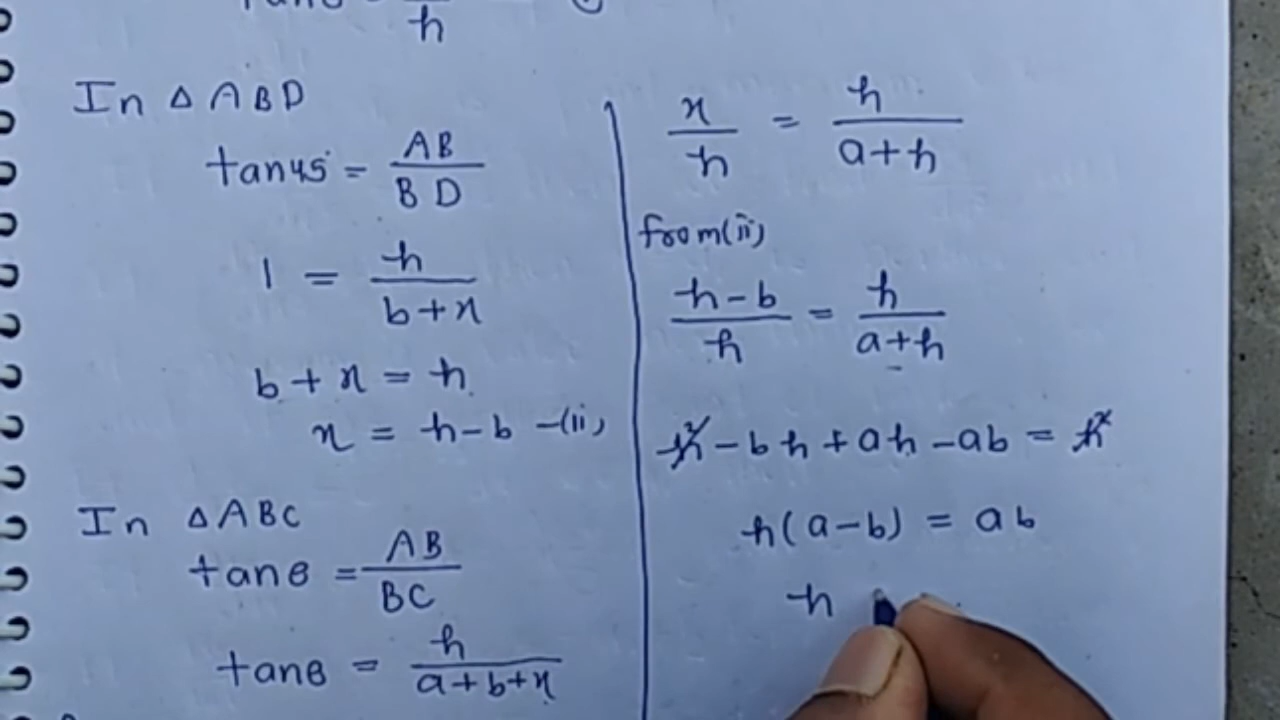 h
In △ABD
tan45 = AB / BD
1 = h / b+x
b+x = h
x = h-b -(ii)
In △ABC
tanθ = AB / BC
tanθ = h / a+b+x
x / h = h / a+h
from(ii)
h-b / h = h / a+h
h² - bh + ah - ab = h²
h(a-b) = ab
h